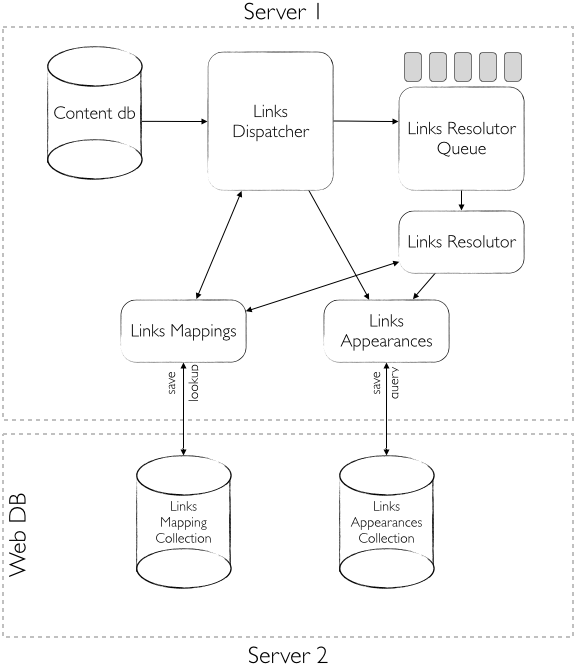 Server 1
Content db
Links
Dispatcher
Links Resolutor
Queue
Links Resolutor
Links Mappings
Links
Appearances
save
lookup
save
query
Web DB
Links
Mapping
Collection
Links
Appearances
Collection
Server 2